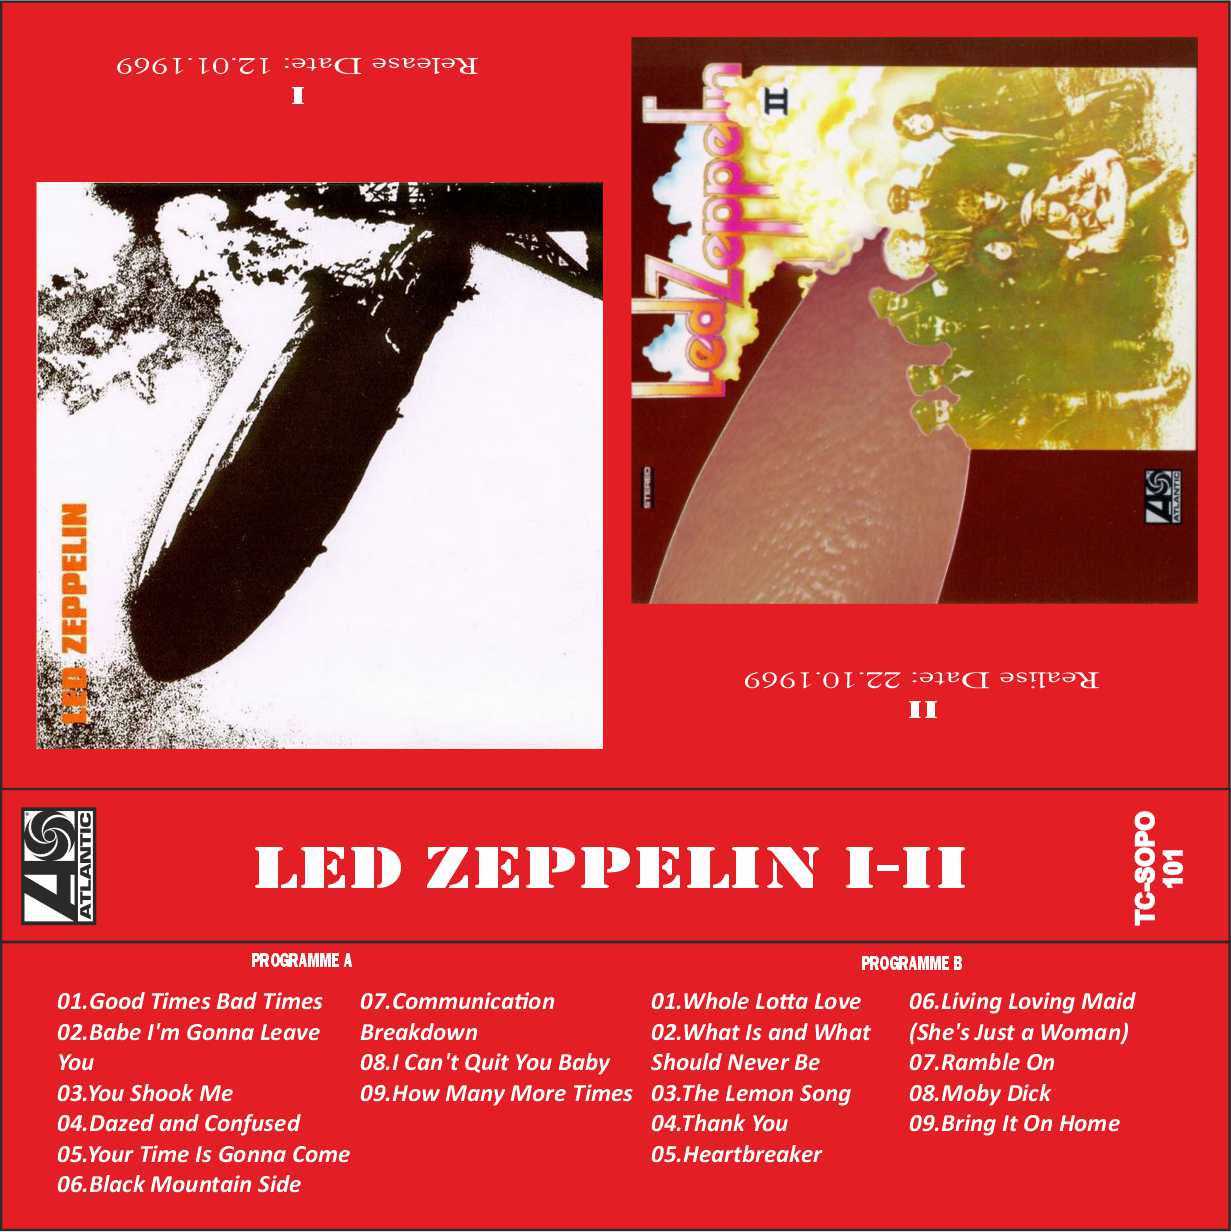 Release Date: 12.01.1969
I
LED ZEPPELIN
Led Zeppelin
II
STEREO
ATLANTIC
Realise Date: 22.10.1969
II
ATLANTIC
LED ZEPPELIN I-II
TC-SOPO
101
PROGRAMME A
01.Good Times Bad Times
02.Babe I'm Gonna Leave
You
03.You Shook Me
04.Dazed and Confused
05.Your Time Is Gonna Come
06.Black Mountain Side
07.Communication
Breakdown
08.I Can't Quit You Baby
09.How Many More Times
PROGRAMME B
01.Whole Lotta Love
02.What Is and What
Should Never Be
03.The Lemon Song
04.Thank You
05.Heartbreaker
06.Living Loving Maid
(She's Just a Woman)
07.Ramble On
08.Moby Dick
09.Bring It On Home